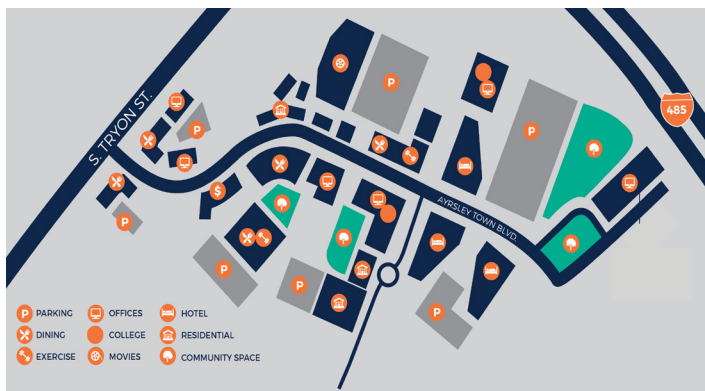 S. TRYON ST.
485
AYRSLEY TOWN BLVD.
$
P
P
P
P
P
P
P
P PARKING
OFFICES
HOTEL
DINING
COLLEGE
RESIDENTIAL
EXERCISE
MOVIES
COMMUNITY SPACE